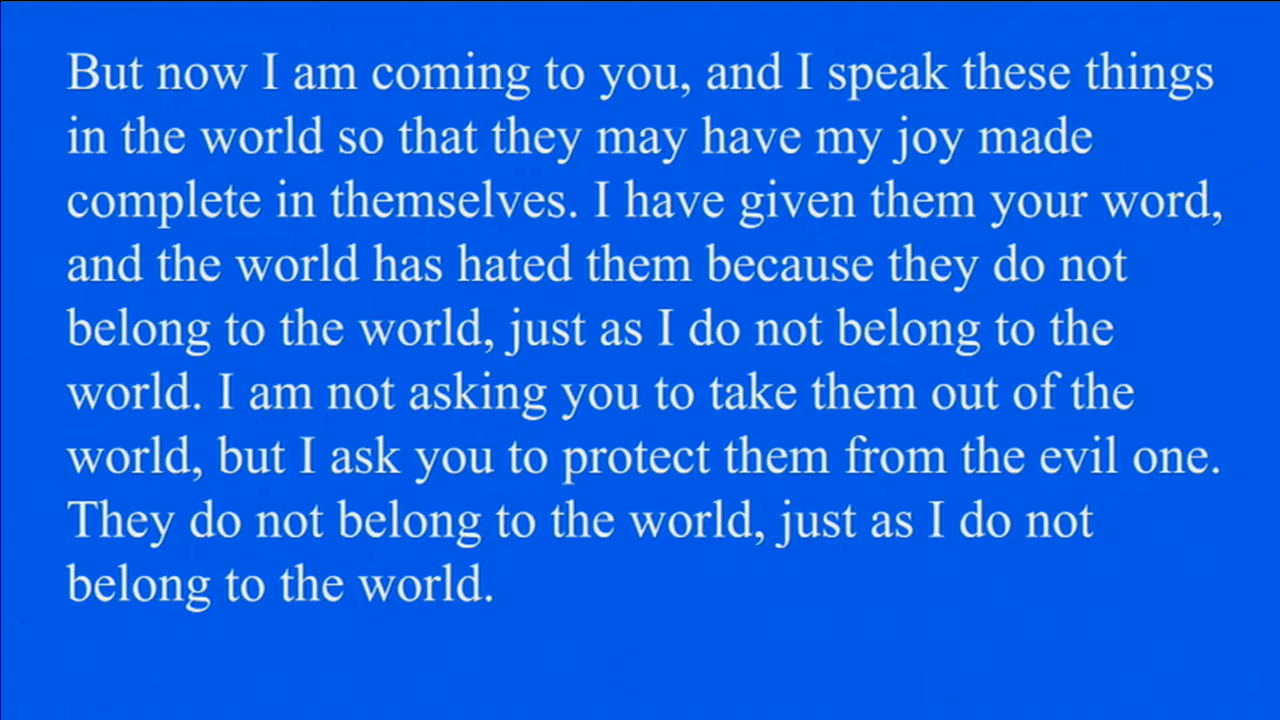 But now I am coming to you, and I speak these things
in the world so that they may have my joy made
complete in themselves. I have given them your word,
and the world has hated them because they do not
belong to the world, just as I do not belong to the
world. I am not asking you to take them out of the
world, but I ask you to protect them from the evil one.
They do not belong to the world, just as I do not
belong to the world.